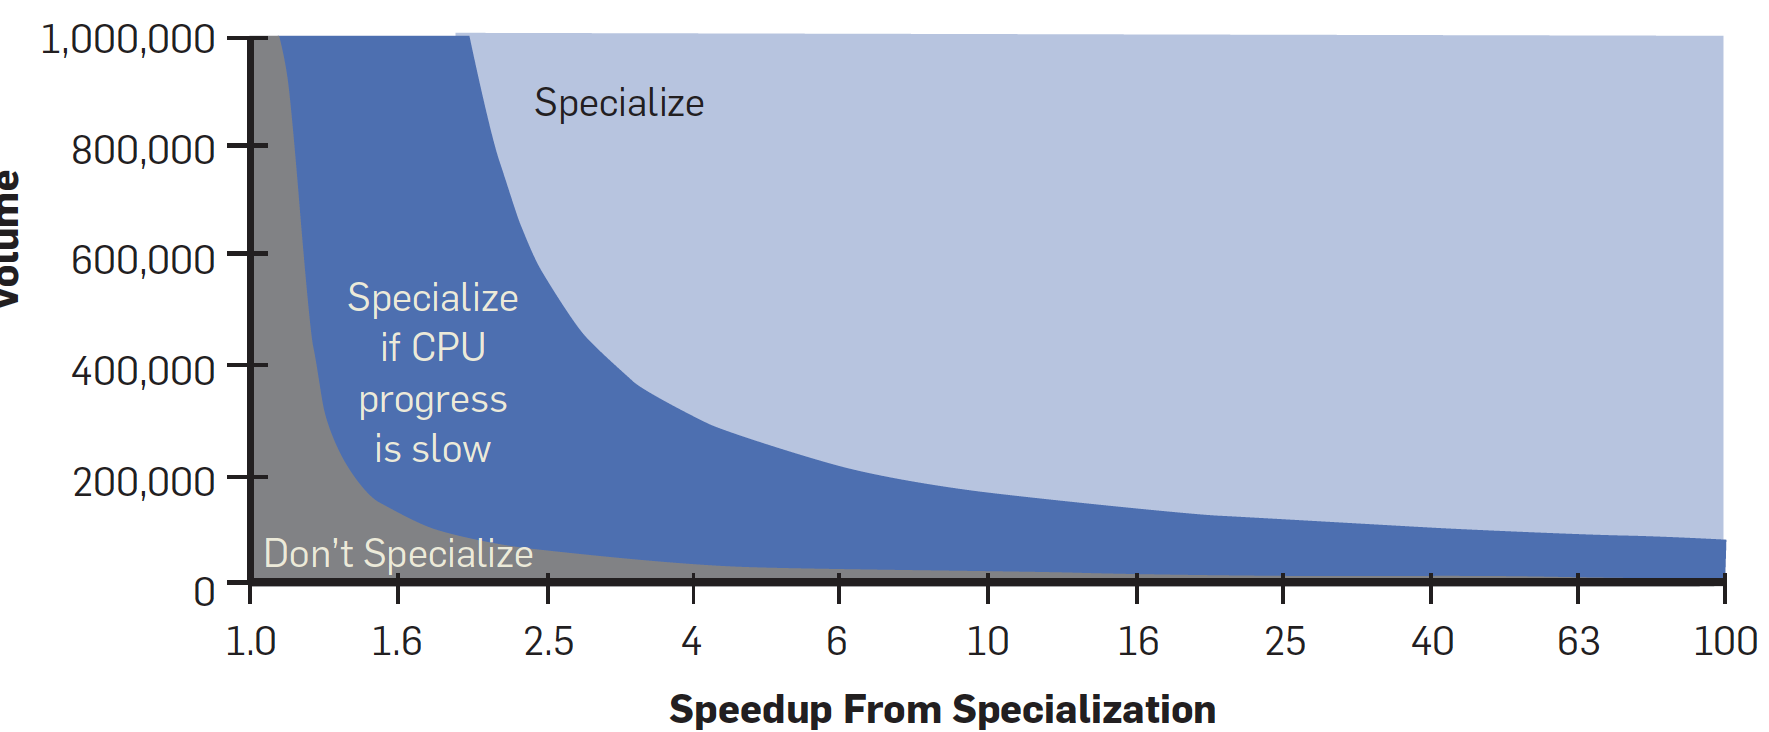 Volume
1,000,000
800,000
600,000
400,000
200,000
0
Specialize
Specialize
if CPU
progress
is slow
Don't Specialize
1.0 1.6 2.5 4 6 10 16 25 40 63 100
Speedup From Specialization